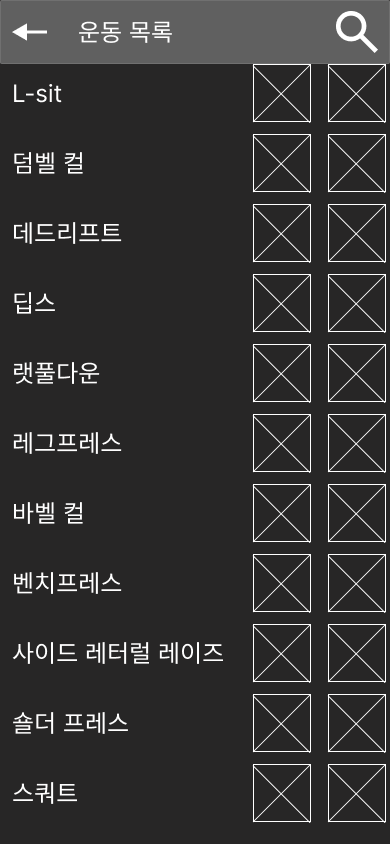 운동 목록
L-sit
덤벨 컬
데드리프트
딥스
랫풀다운
레그프레스
바벨 컬
벤치프레스
사이드 레터럴 레이즈
숄더 프레스
스쿼트